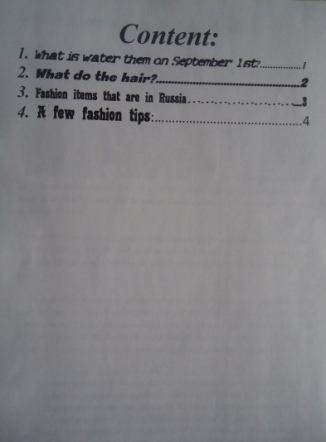 Content:
1. What is water them on September 1st?..............1
2. What do the hair?..........................................2
3. Fashion items that are in Russia........................3
4. A few fashion tips:.........................................4